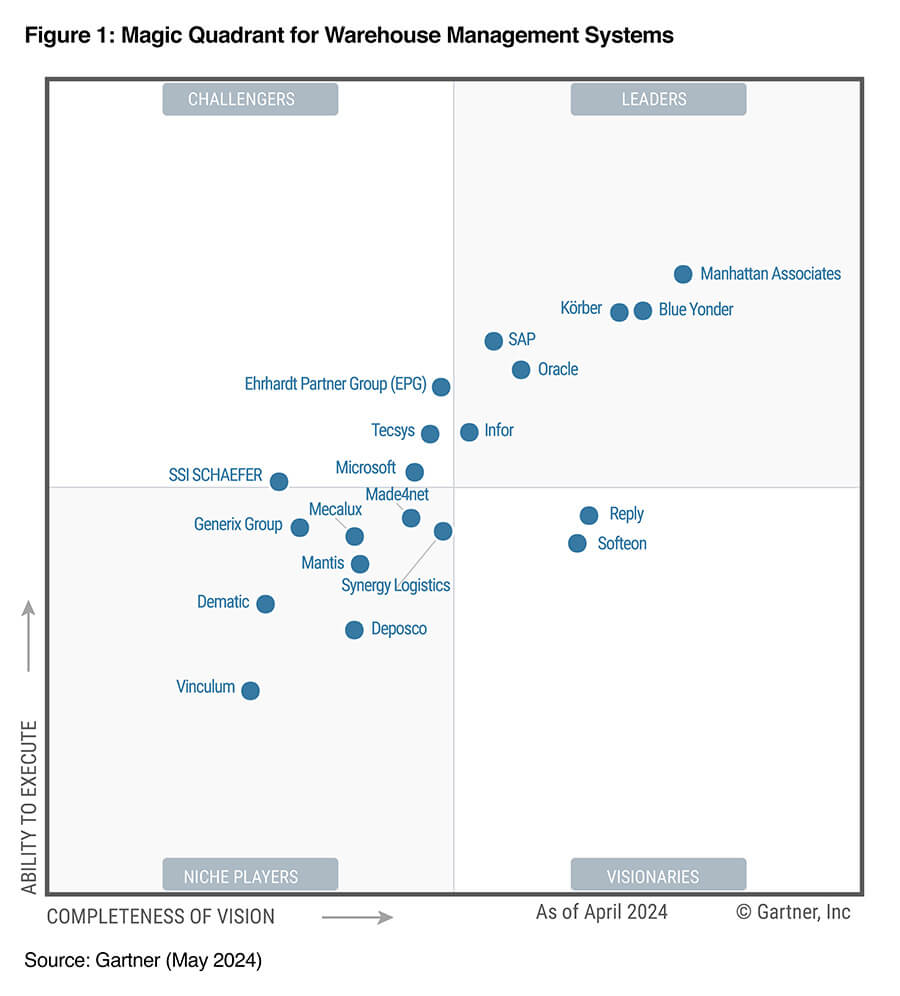 Figure 1: Magic Quadrant for Warehouse Management Systems
CHALLENGERS
LEADERS
Manhattan Associates
Körber
Blue Yonder
SAP
Oracle
Ehrhardt Partner Group (EPG)
Tecsys
Infor
Microsoft
SSI SCHAEFER
Made4net
Mecalux
Generix Group
Reply
Softeon
Mantis
Synergy Logistics
Dematic
Deposco
Vinculum
ABILITY TO EXECUTE
NICHE PLAYERS
VISIONARIES
COMPLETENESS OF VISION
As of April 2024
© Gartner, Inc
Source: Gartner (May 2024)